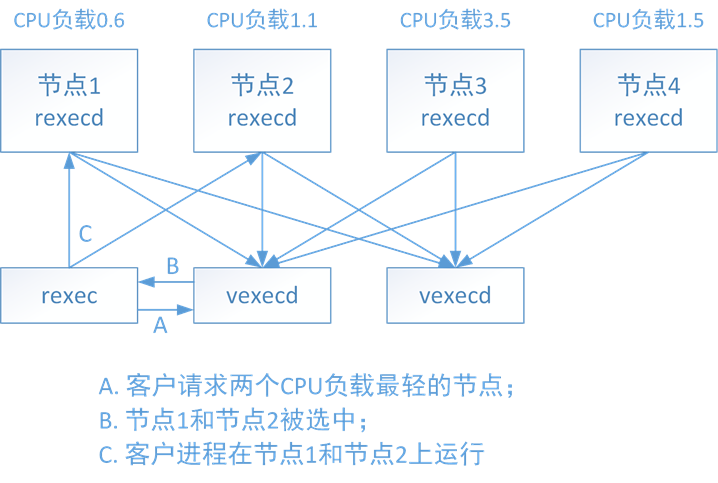 CPU负载0.6
CPU负载1.1
CPU负载3.5
CPU负载1.5
节点1
rexecd
节点2
rexecd
节点3
rexecd
节点4
rexecd
C
B
rexec
vexecd
vexecd
A
A. 客户请求两个CPU负载最轻的节点；
B. 节点1和节点2被选中；
C. 客户进程在节点1和节点2上运行